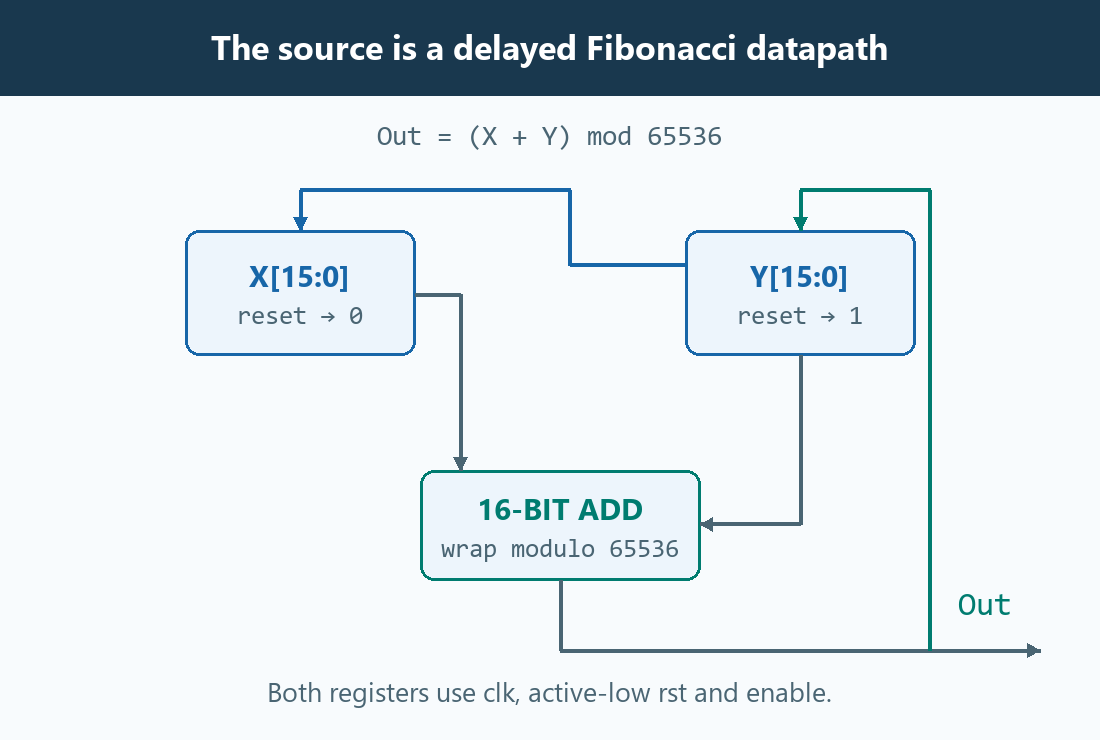 The source is a delayed Fibonacci datapath
Out = (X + Y) mod 65536
X[15:0]
reset → 0
Y[15:0]
reset → 1
16-BIT ADD
wrap modulo 65536
Out
Both registers use clk, active-low rst and enable.